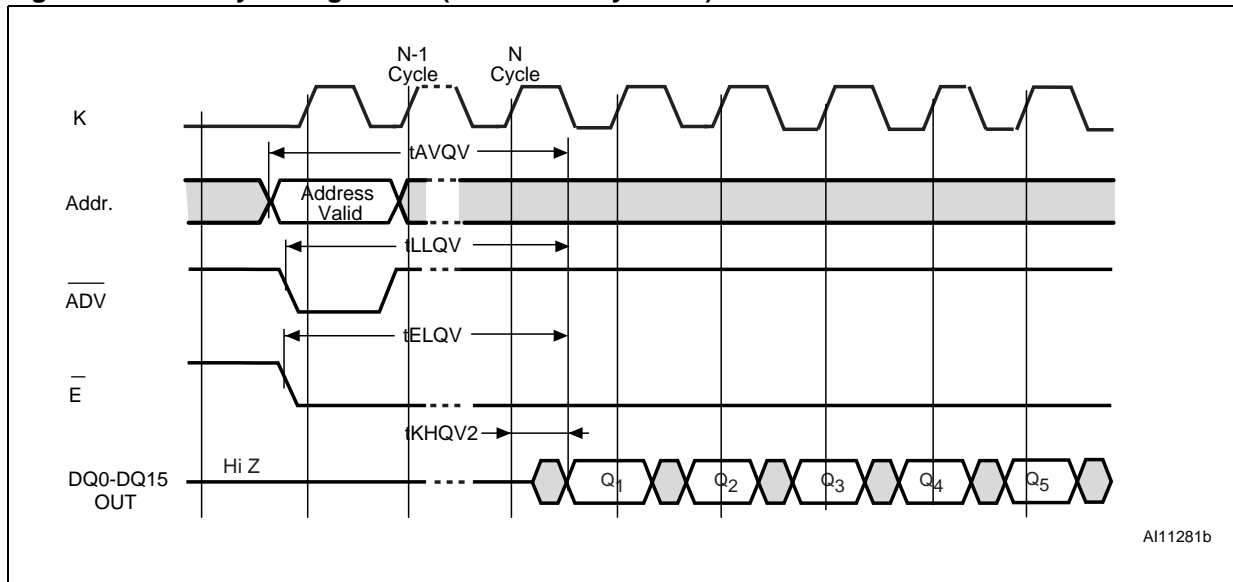 N-1
Cycle
N
Cycle
K
tAVQV
Addr.
Address
Valid
tLLQV
ADV
tELQV
E
tKHQV2
DQ0-DQ15
OUT
Hi Z
Q1
Q2
Q3
Q4
Q5
AI11281b